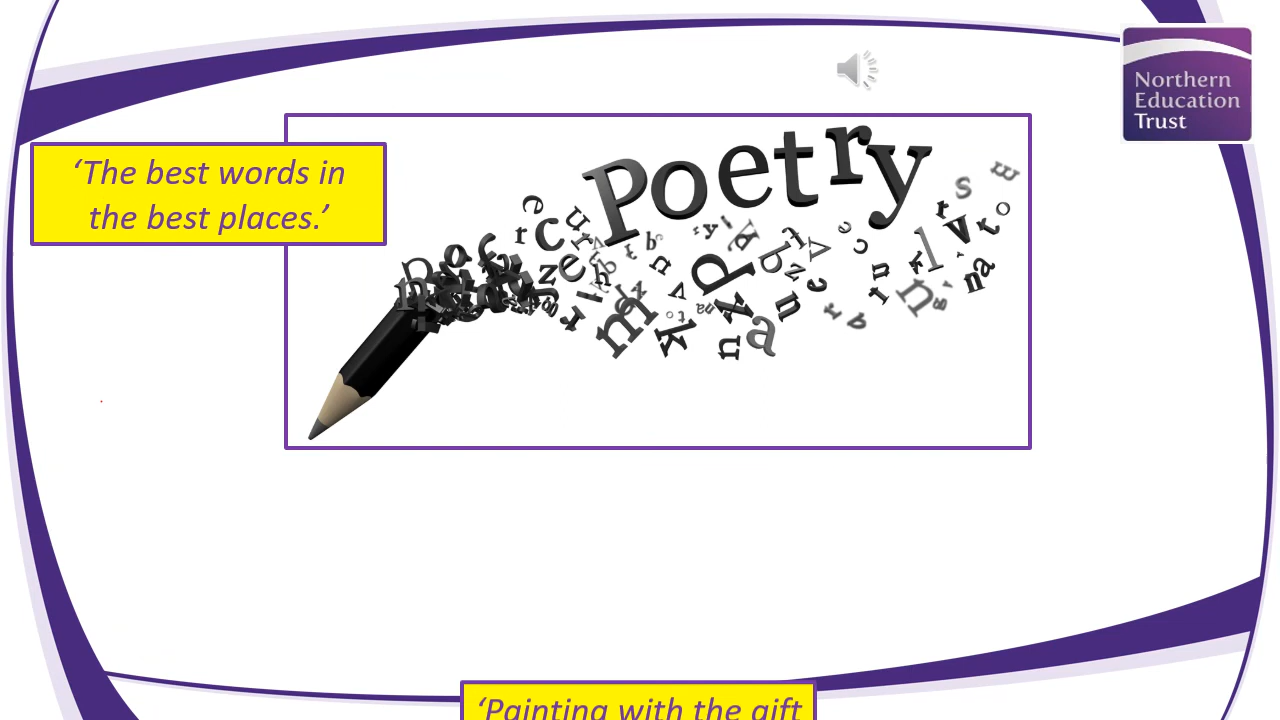 Northern
Education
Trust
‘The best words in
the best places.’
Poetry
‘Painting with the gift